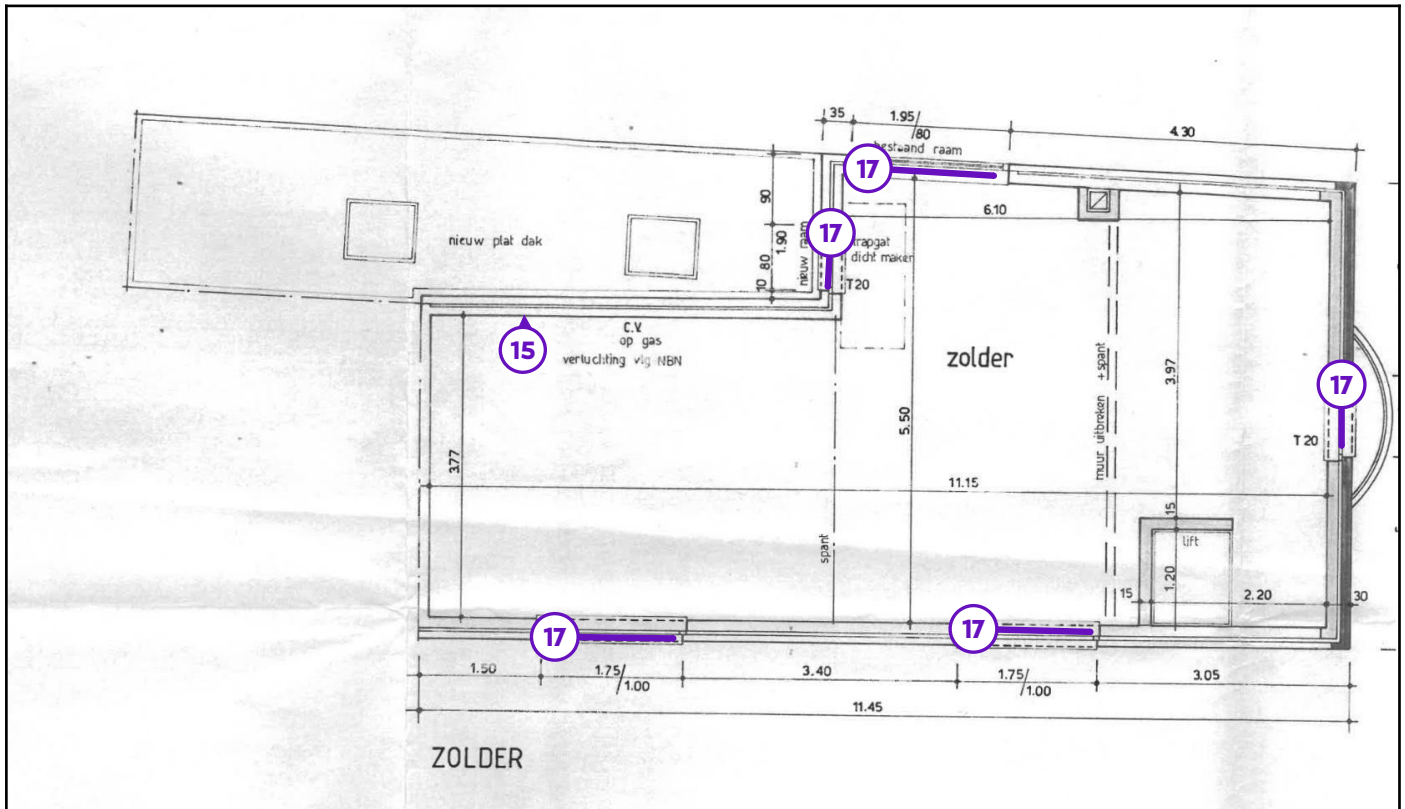 35
1.95/80
4.30
bestaand raam
17
90
6.10
17
nieuw plat dak
1.90
nieuw raam
trapgat
dicht maken
80
10
T20
C.V.
op gas
verluchting vlg NBN
15
zolder
muur uitbreken + spant
3.97
17
T 20
3.77
5.50
11.15
spant
15
lift
1.20
15
2.20
30
17
17
1.50
1.75/1.00
3.40
1.75/1.00
3.05
11.45
ZOLDER